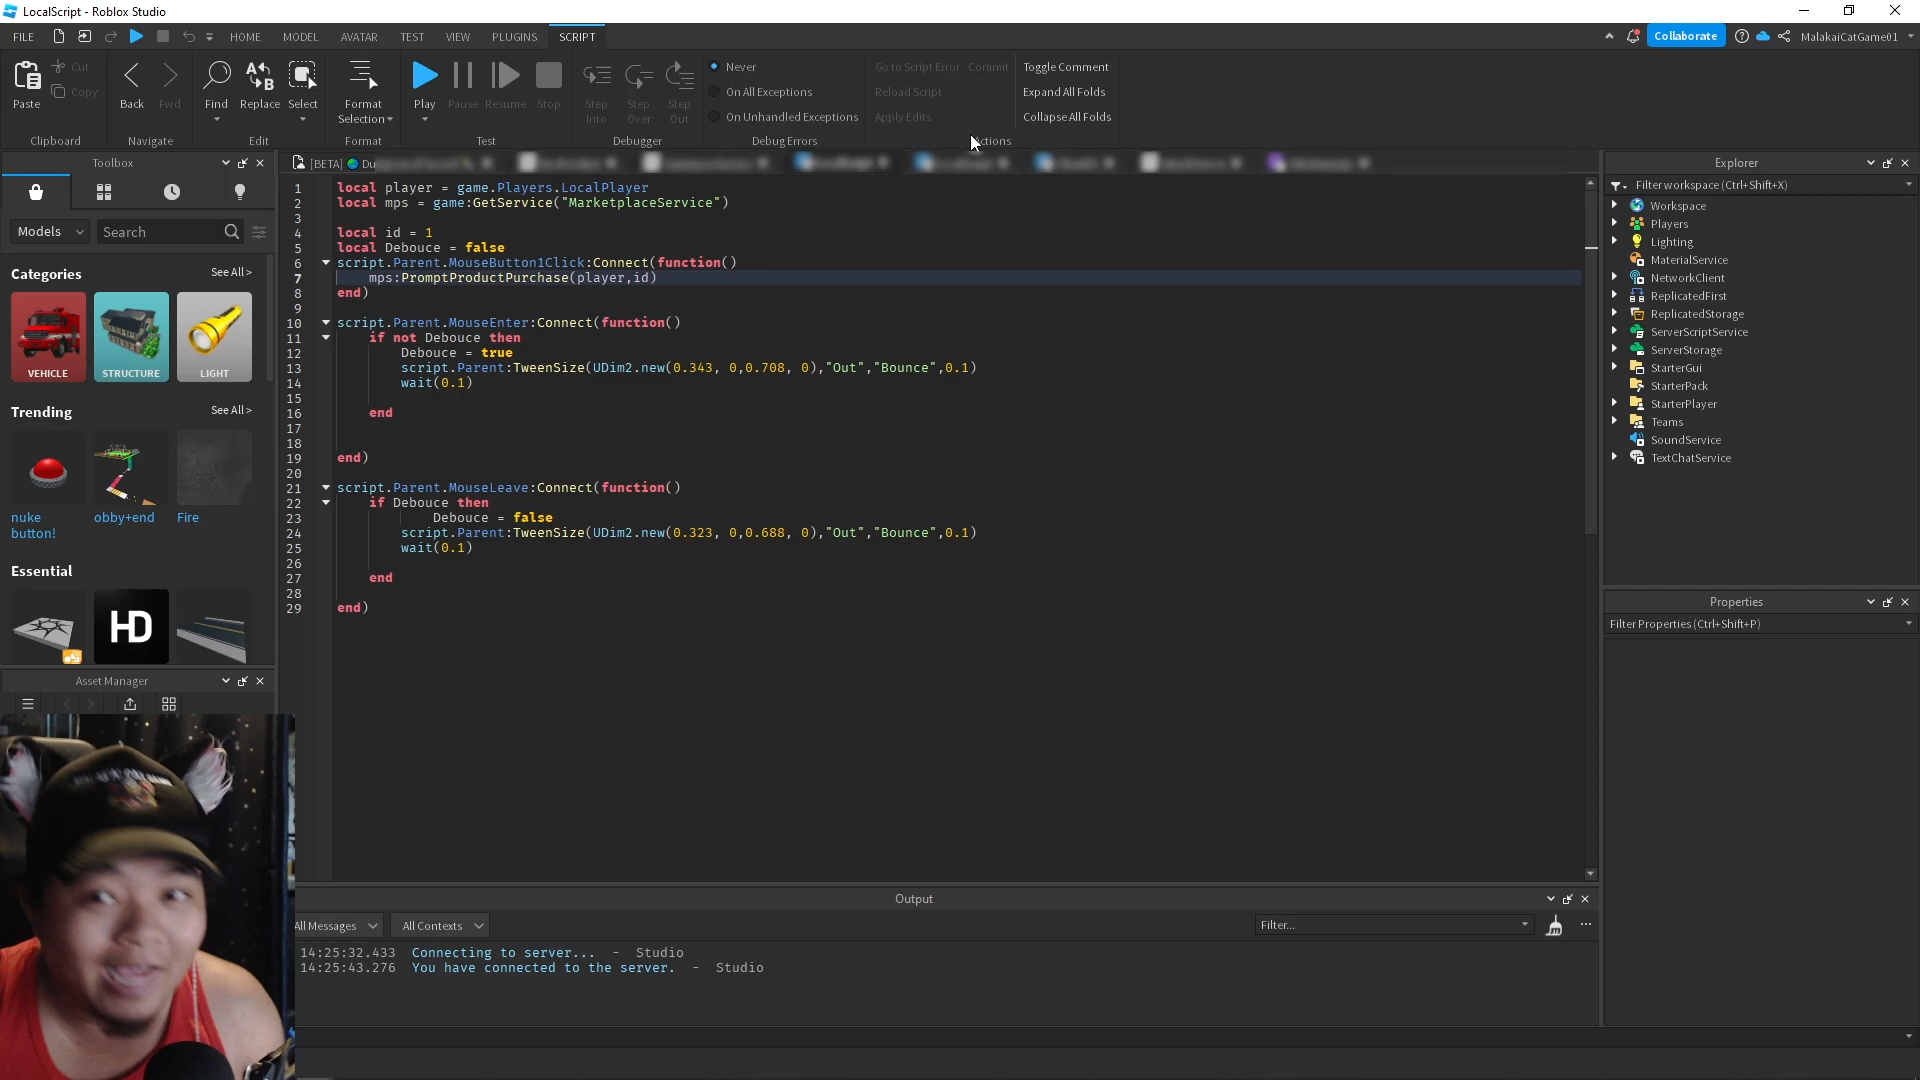 LocalScript - Roblox Studio
FILE HOME MODEL AVATAR TEST VIEW PLUGINS SCRIPT Collaborate MalakaiCatGame01
Paste Cut Copy Back Fwd Find Replace Select Format Selection Play Pause Resume Stop Step Into Step Over Step Out
Never
On All Exceptions
On Unhandled Exceptions
Go to Script Error Commit
Reload Script
Apply Edits
Toggle Comment
Expand All Folds
Collapse All Folds
Clipboard Navigate Edit Format Test Debugger Debug Errors
Toolbox
[BETA]
Models Search
Categories See All >
VEHICLE STRUCTURE LIGHT
Trending See All >
nuke button! obby+end Fire
Essential
HD
Asset Manager
1 local player = game.Players.LocalPlayer
2 local mps = game:GetService("MarketplaceService")
3
4 local id = 1
5 local Debouce = false
6 script.Parent.MouseButton1Click:Connect(function()
7 mps:PromptProductPurchase(player,id)
8 end)
9
10 script.Parent.MouseEnter:Connect(function()
11 if not Debouce then
12 Debouce = true
13 script.Parent:TweenSize(UDim2.new(0.343, 0,0.708, 0),"Out","Bounce",0.1)
14 wait(0.1)
15
16 end
17
18
19 end)
20
21 script.Parent.MouseLeave:Connect(function()
22 if Debouce then
23 Debouce = false
24 script.Parent:TweenSize(UDim2.new(0.323, 0,0.688, 0),"Out","Bounce",0.1)
25 wait(0.1)
26
27 end
28
29 end)
Explorer
Filter workspace (Ctrl+Shift+X)
Workspace
Players
Lighting
MaterialService
NetworkClient
ReplicatedFirst
ReplicatedStorage
ServerScriptService
ServerStorage
StarterGui
StarterPack
StarterPlayer
Teams
SoundService
TextChatService
Properties
Filter Properties (Ctrl+Shift+P)
Output
All Messages All Contexts Filter...
14:25:32.433 Connecting to server... - Studio
14:25:43.276 You have connected to the server. - Studio